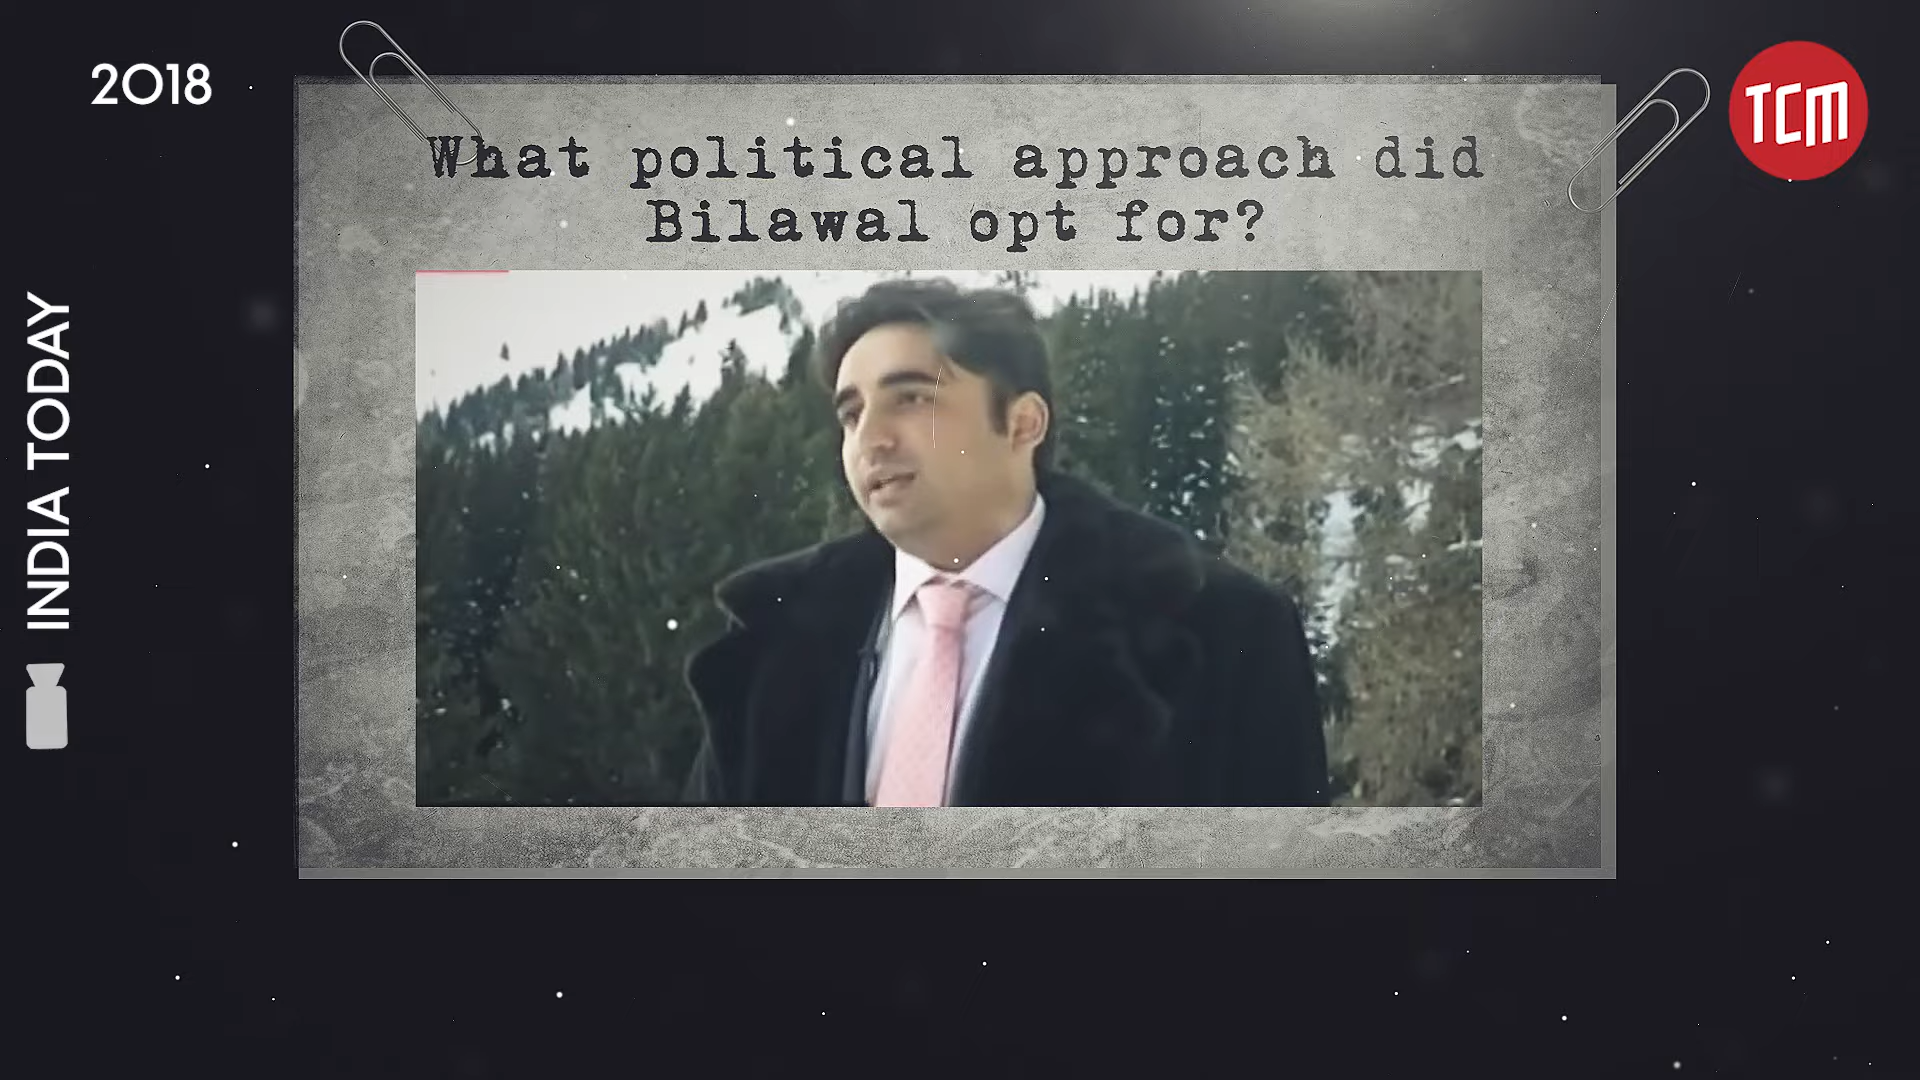 2018
TCM
What political approach did
Bilawal opt for?
INDIA TODAY